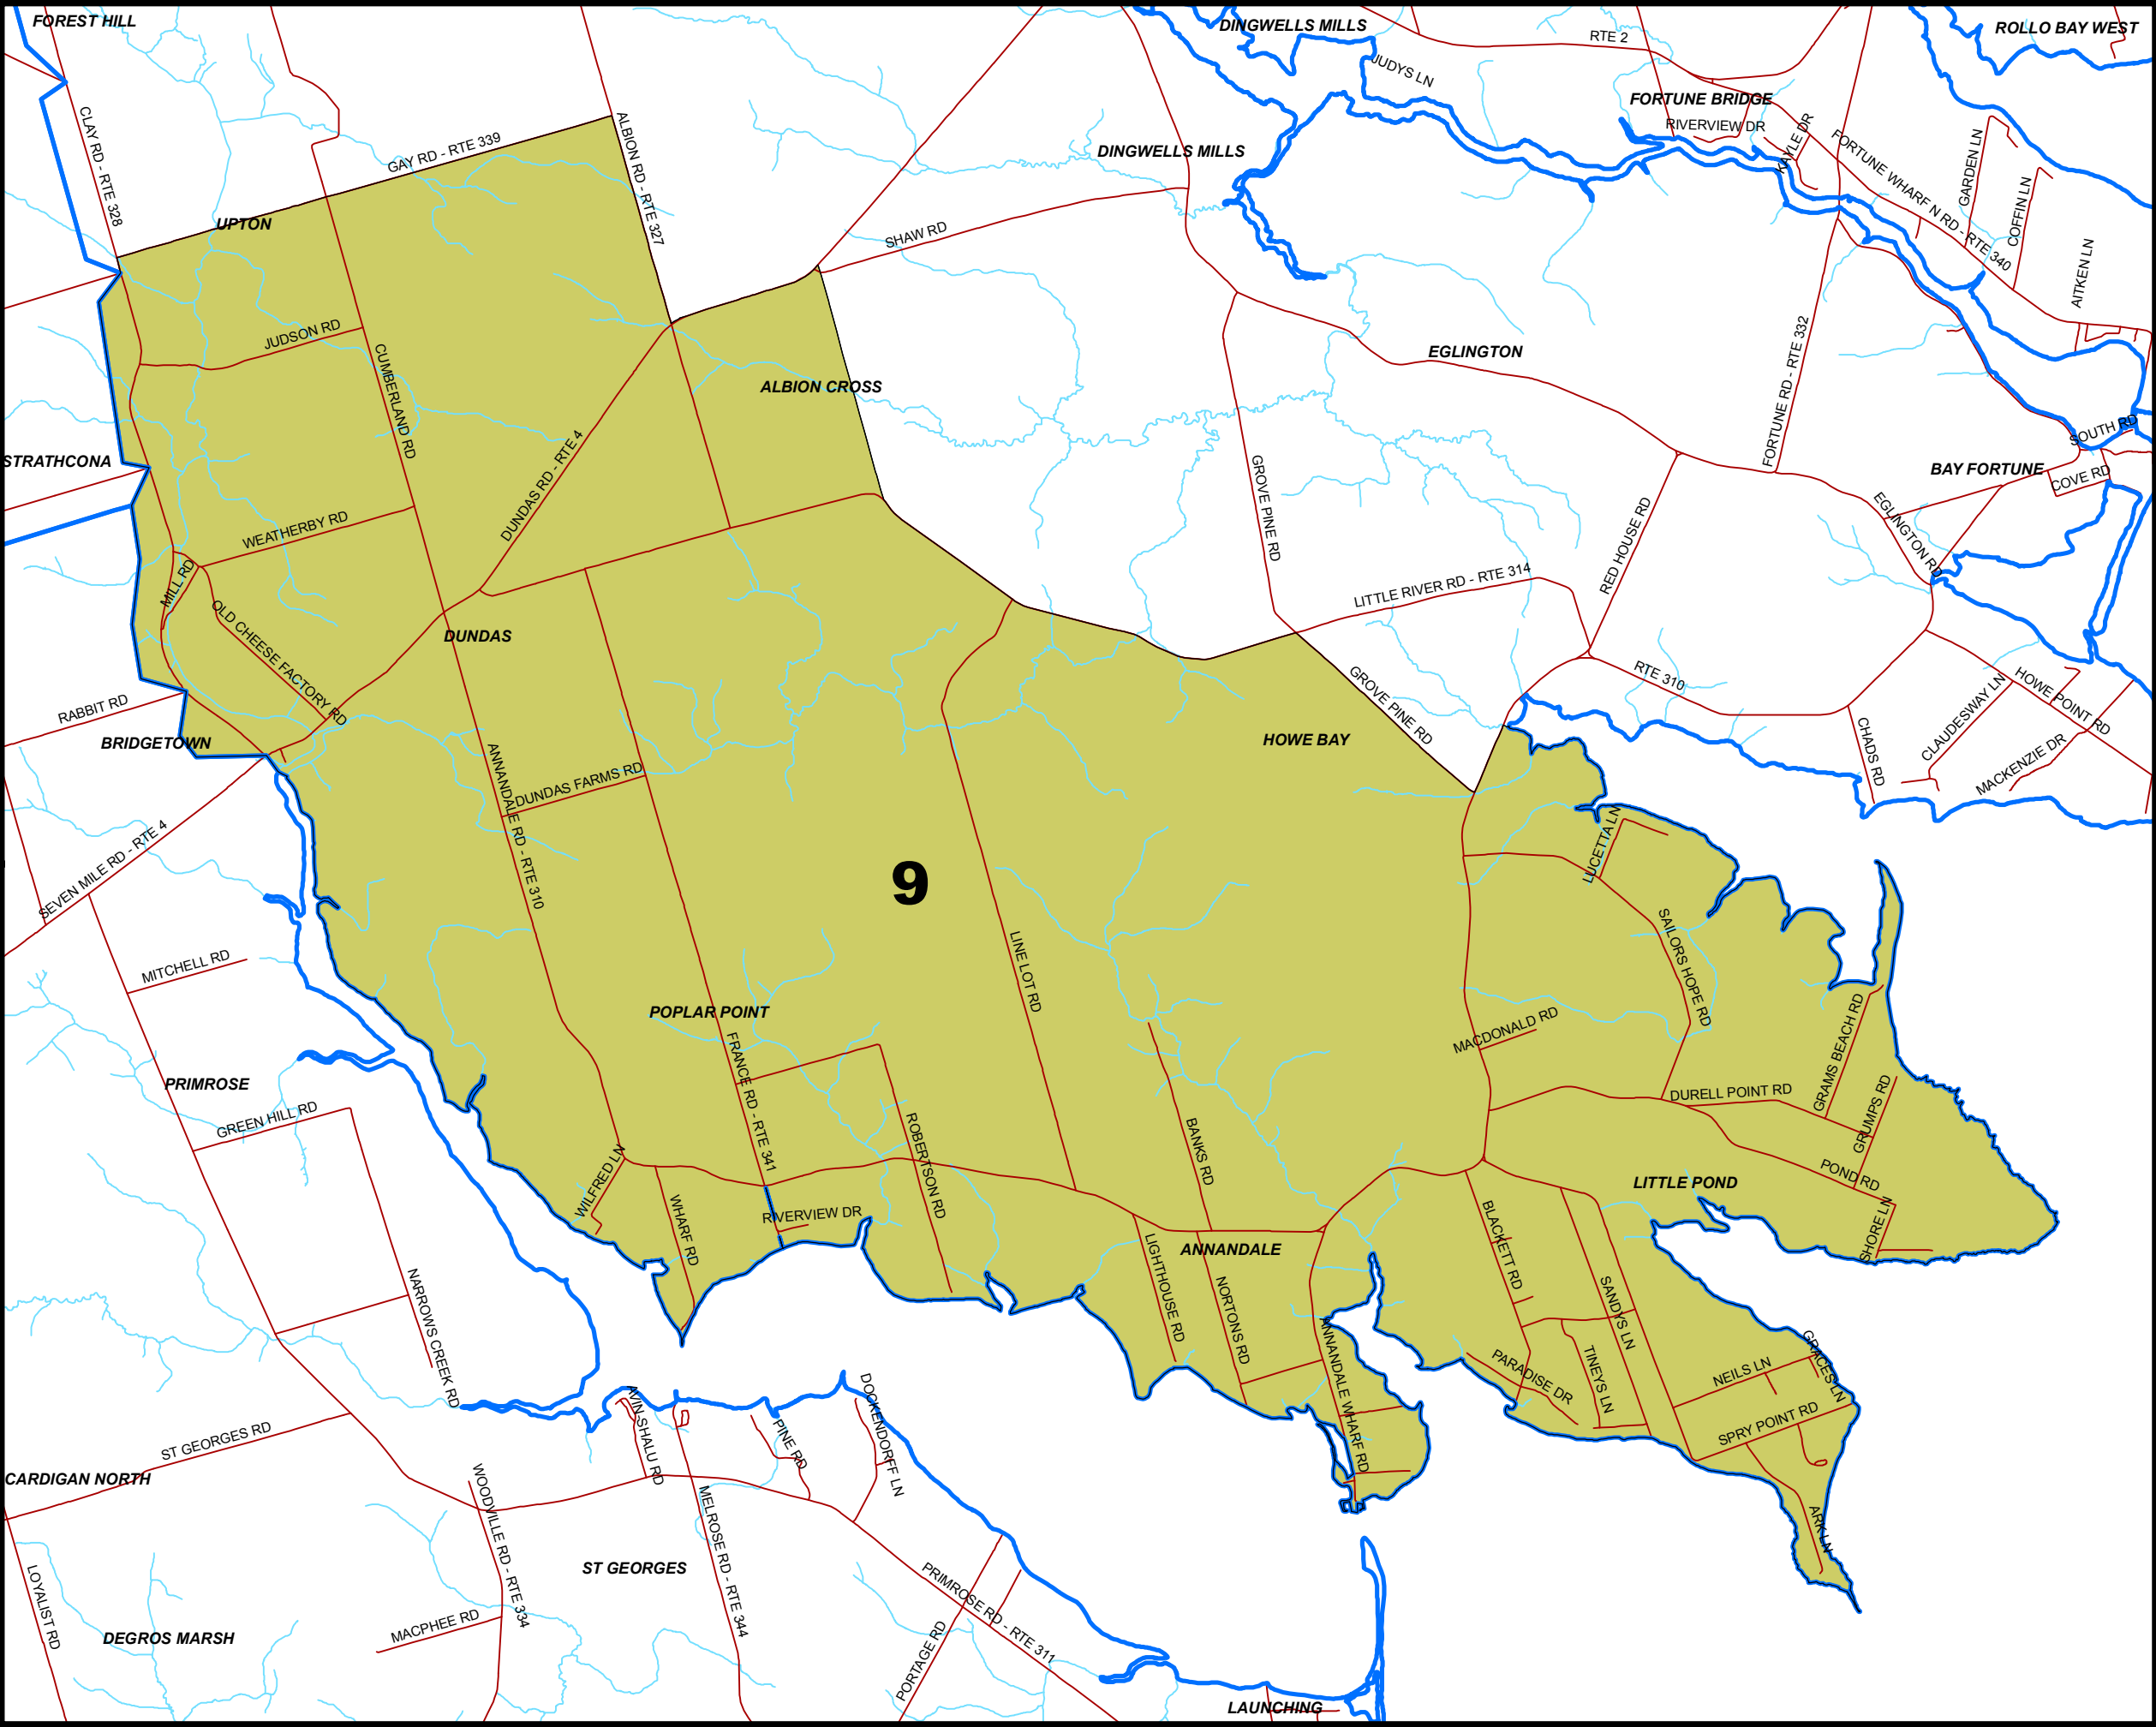 FOREST HILL
DINGWELLS MILLS
RTE 2
ROLLO BAY WEST
JUDYS LN
FORTUNE BRIDGE
RIVERVIEW DR
KAYLE DR
CLAY RD - RTE 328
GAY RD - RTE 339
ALBION RD - RTE 327
DINGWELLS MILLS
FORTUNE WHARF N RD - RTE 340
GARDEN LN
COFFIN LN
AITKEN LN
UPTON
SHAW RD
JUDSON RD
CUMBERLAND RD
EGLINGTON
FORTUNE RD - RTE 332
ALBION CROSS
SOUTH RD
STRATHCONA
DUNDAS RD - RTE 4
GROVE PINE RD
BAY FORTUNE
COVE RD
EGLINGTON RD
WEATHERBY RD
RED HOUSE RD
MILL RD
LITTLE RIVER RD - RTE 314
OLD CHEESE FACTORY RD
DUNDAS
RABBIT RD
BRIDGETOWN
GROVE PINE RD
RTE 310
HOWE POINT RD
CLAUDESWAY LN
CHADS RD
MACKENZIE DR
HOWE BAY
ANNANDALE RD - RTE 310
DUNDAS FARMS RD
SEVEN MILE RD - RTE 4
LUCETTA LN
9
SAILORS HOPE RD
LINE LOT RD
MITCHELL RD
POPLAR POINT
MACDONALD RD
GRAMS BEACH RD
FRANCE RD - RTE 341
PRIMROSE
DURELL POINT RD
GRUMPS RD
GREEN HILL RD
ROBERTSON RD
BANKS RD
WILFRED LN
POND RD
LITTLE POND
WHARF RD
RIVERVIEW DR
BLACKETT RD
SHORE LN
LIGHTHOUSE RD
ANNANDALE
NORTONS RD
SANDYS LN
NARROWS CREEK RD
ANNANDALE WHARF RD
PARADISE DR
TINEYS LN
NEILS LN
GRACES LN
SPRY POINT RD
AVIN-SHALU RD
PINE RD
DOCKENDORFF LN
ST GEORGES RD
CARDIGAN NORTH
WOODVILLE RD - RTE 334
MELROSE RD - RTE 344
ARK LN
ST GEORGES
LOYALIST RD
PRIMROSE RD - RTE 311
MACPHEE RD
DEGROS MARSH
PORTAGE RD
LAUNCHING